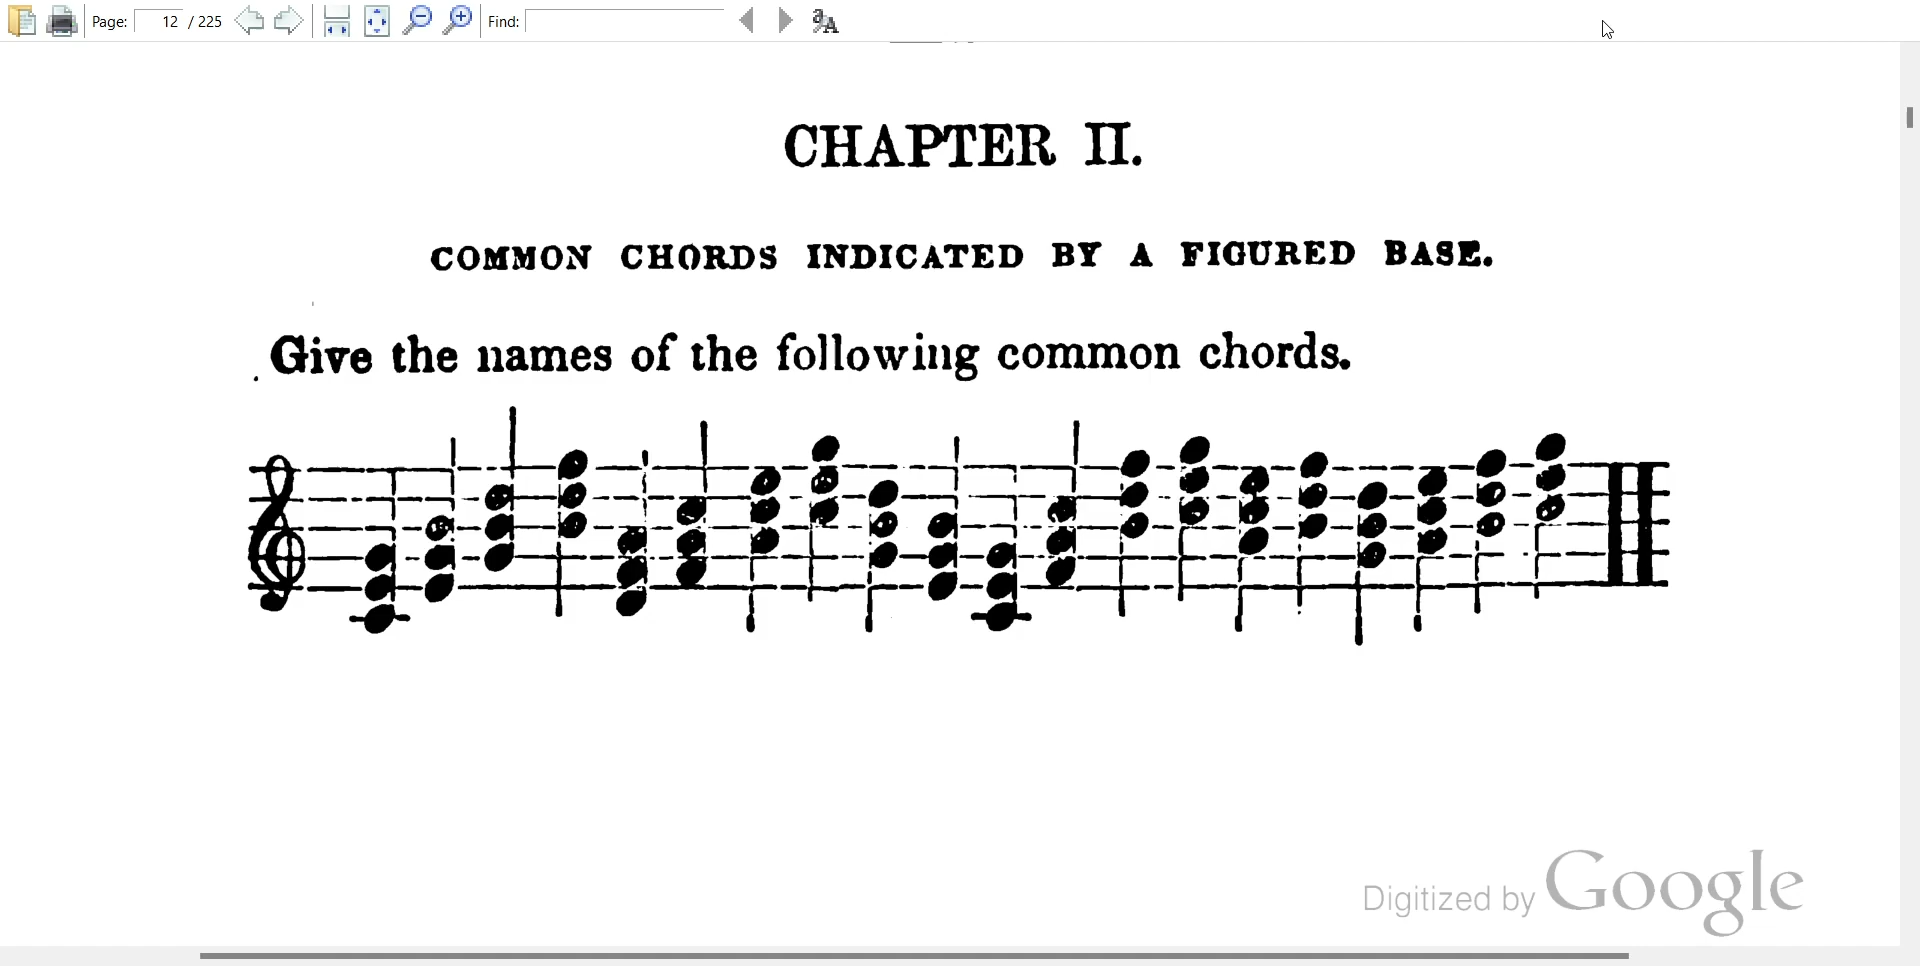 Page: 12 / 225 Find:
CHAPTER II.
COMMON CHORDS INDICATED BY A FIGURED BASE.
Give the names of the following common chords.
Digitized by Google